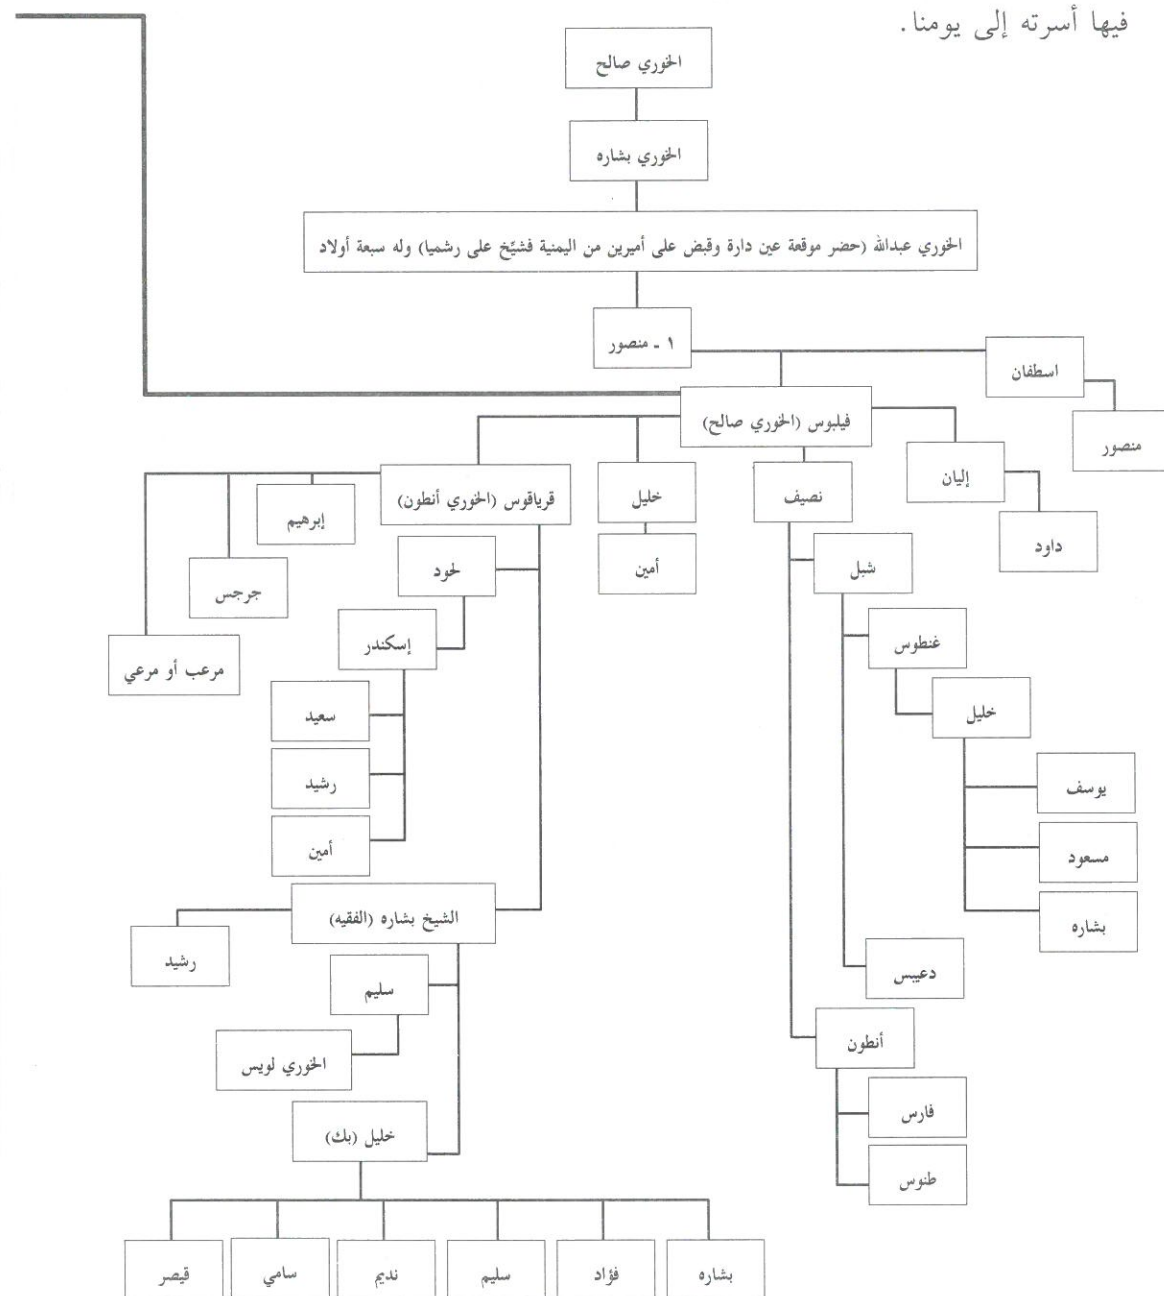 فيها أسرته إلى يومنا.
الخوري صالح
الخوري بشاره
الخوري عبدالله (حضر موقعة عين دارة وقبض على أميرين من اليمنية فشيِّخ على رشميا) وله سبعة أولاد
١ - منصور
اسطفان
منصور
فيلبوس (الخوري صالح)
إليان
داود
نصيف
خليل
أمين
قرياقوس (الخوري أنطون)
إبرهيم
جرجس
مرعب أو مرعي
شبل
غنطوس
خليل
يوسف
مسعود
بشاره
دعيبس
أنطون
فارس
طنوس
لحود
إسكندر
سعيد
رشيد
أمين
الشيخ بشاره (الفقيه)
رشيد
سليم
الخوري لويس
خليل (بك)
بشاره
فؤاد
سليم
نديم
سامي
قيصر